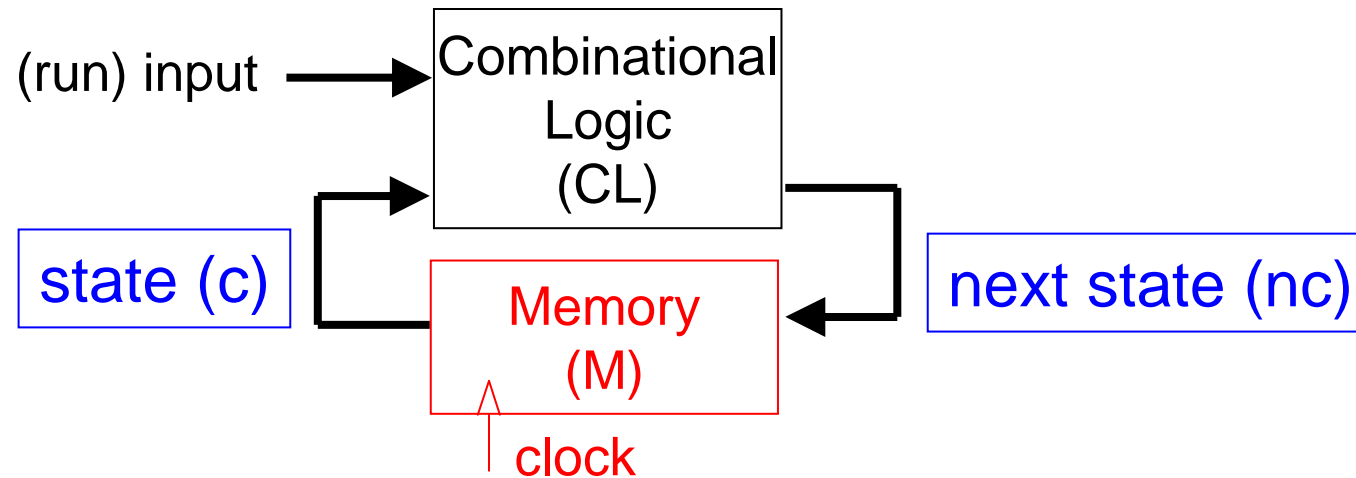 (run) input
Combinational
Logic
(CL)
state (c)
Memory
(M)
next state (nc)
clock